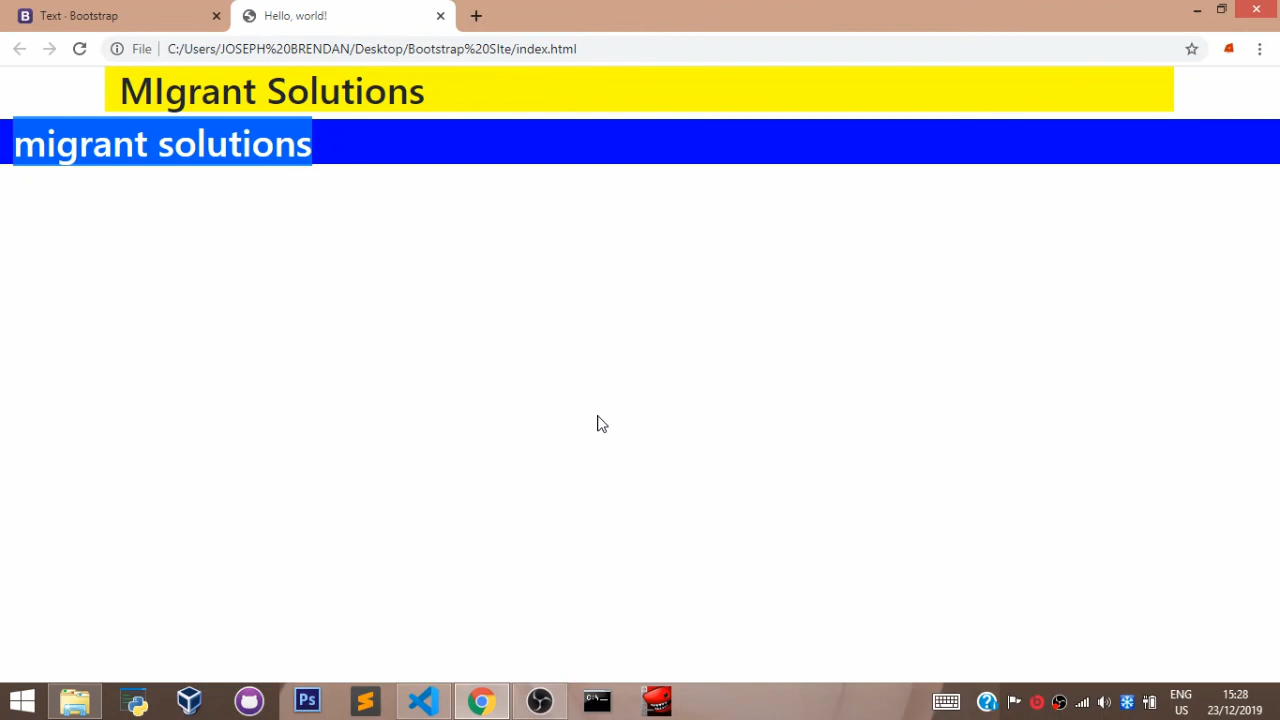 Text - Bootstrap
Hello, world!
File
C:/Users/JOSEPH%20BRENDAN/Desktop/Bootstrap%20SIte/index.html
MIgrant Solutions
migrant solutions
Ps
ENG
US
15:28
23/12/2019